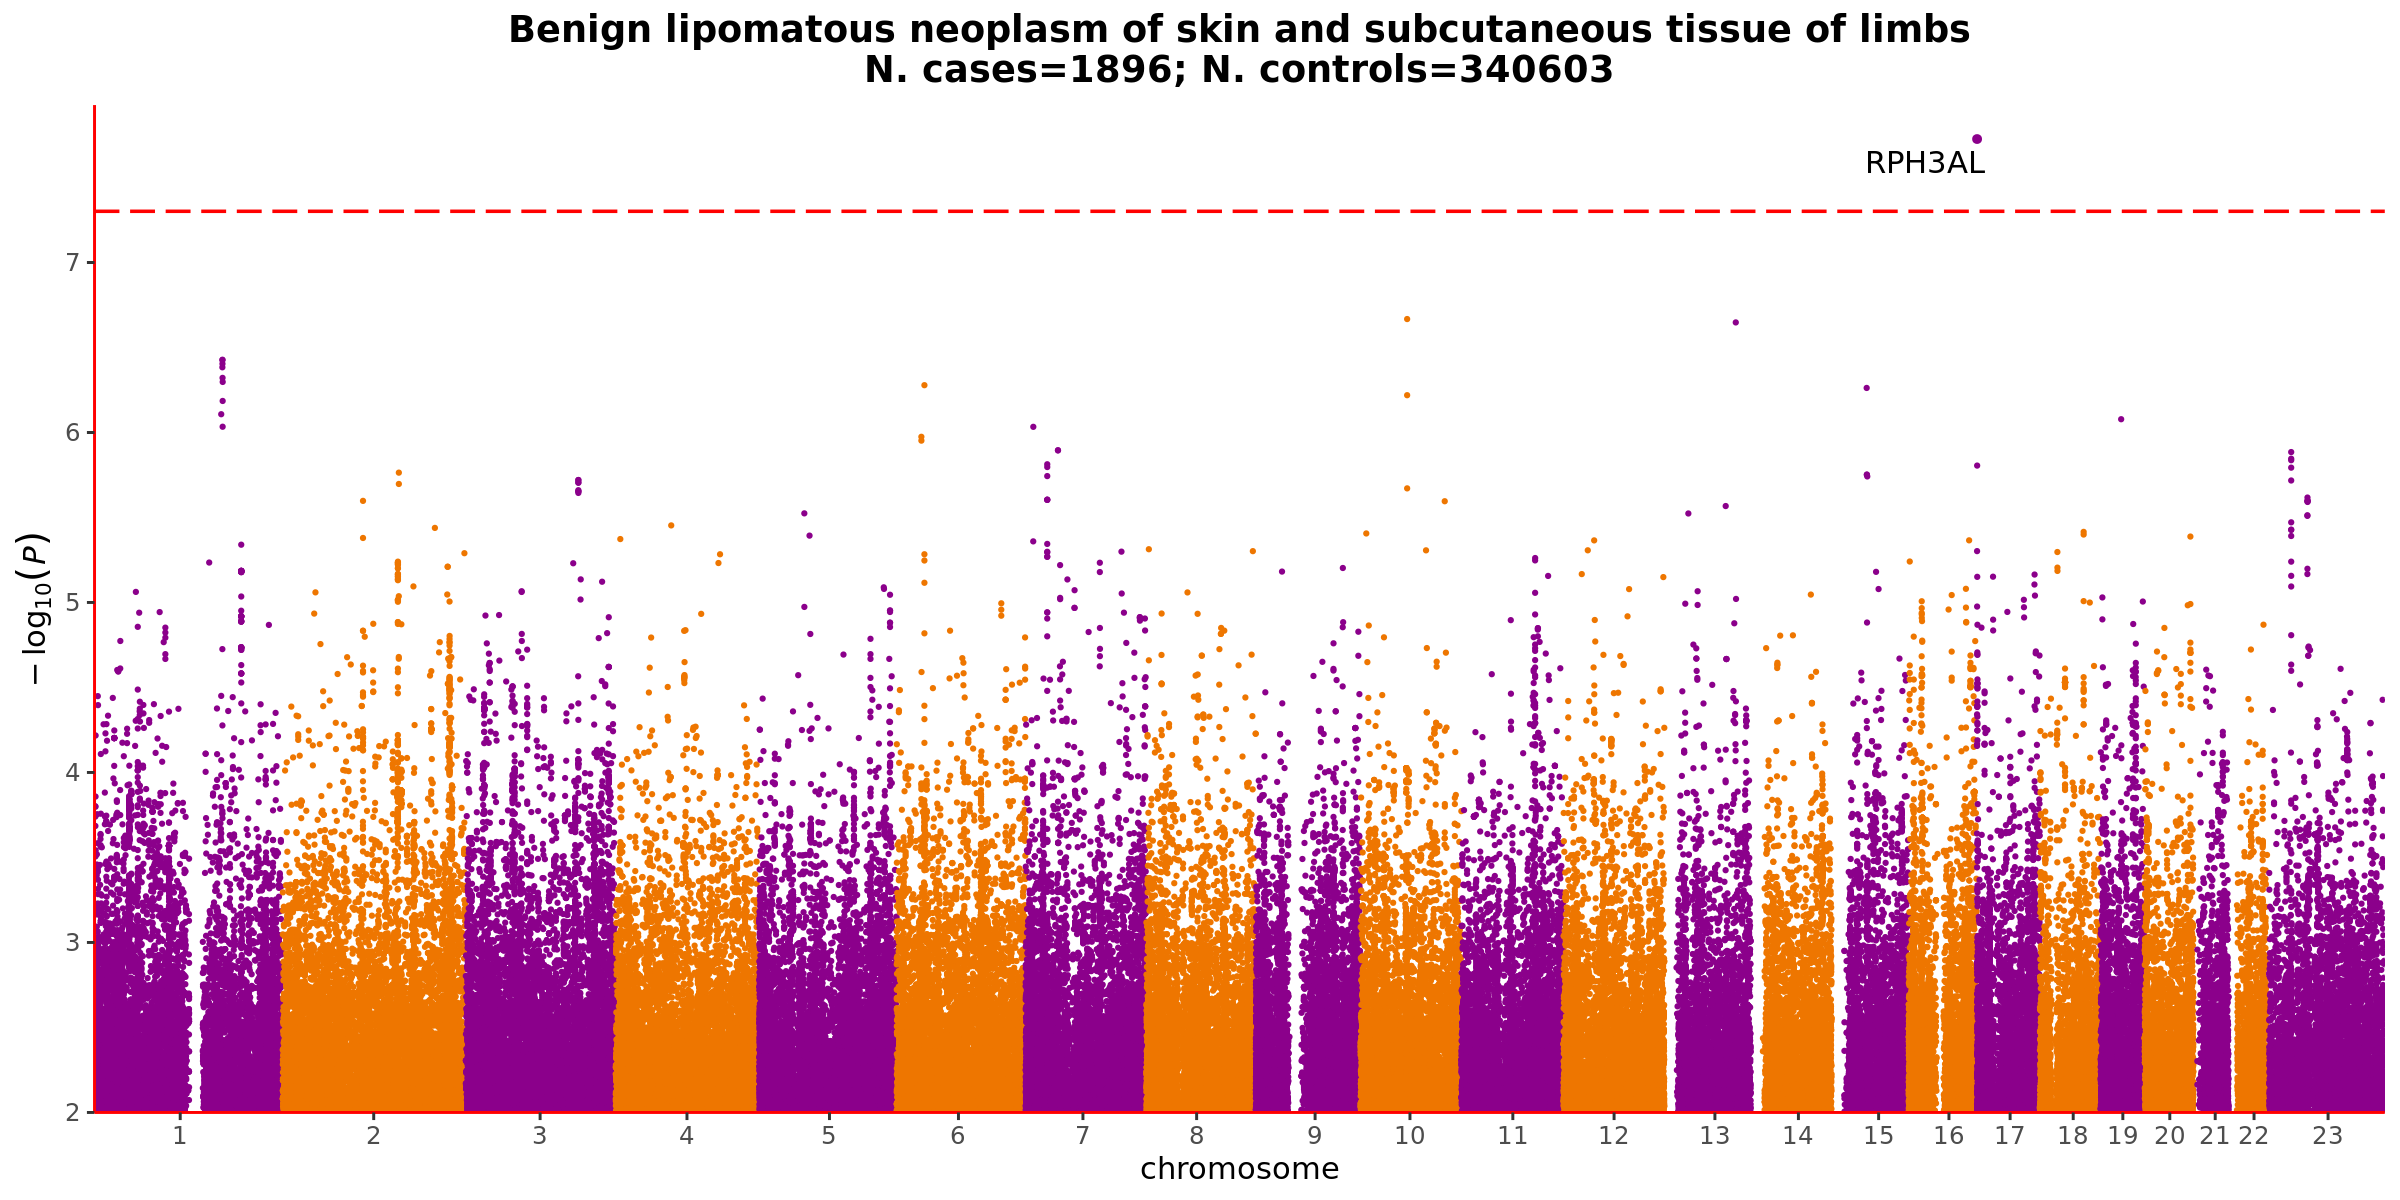 Benign lipomatous neoplasm of skin and subcutaneous tissue of limbs
N. cases=1896; N. controls=340603
RPH3AL
7
6
5
4
3
2
−log10(P)
1 2 3 4 5 6 7 8 9 10 11 12 13 14 15 16 17 18 19 20 21 22 23
chromosome